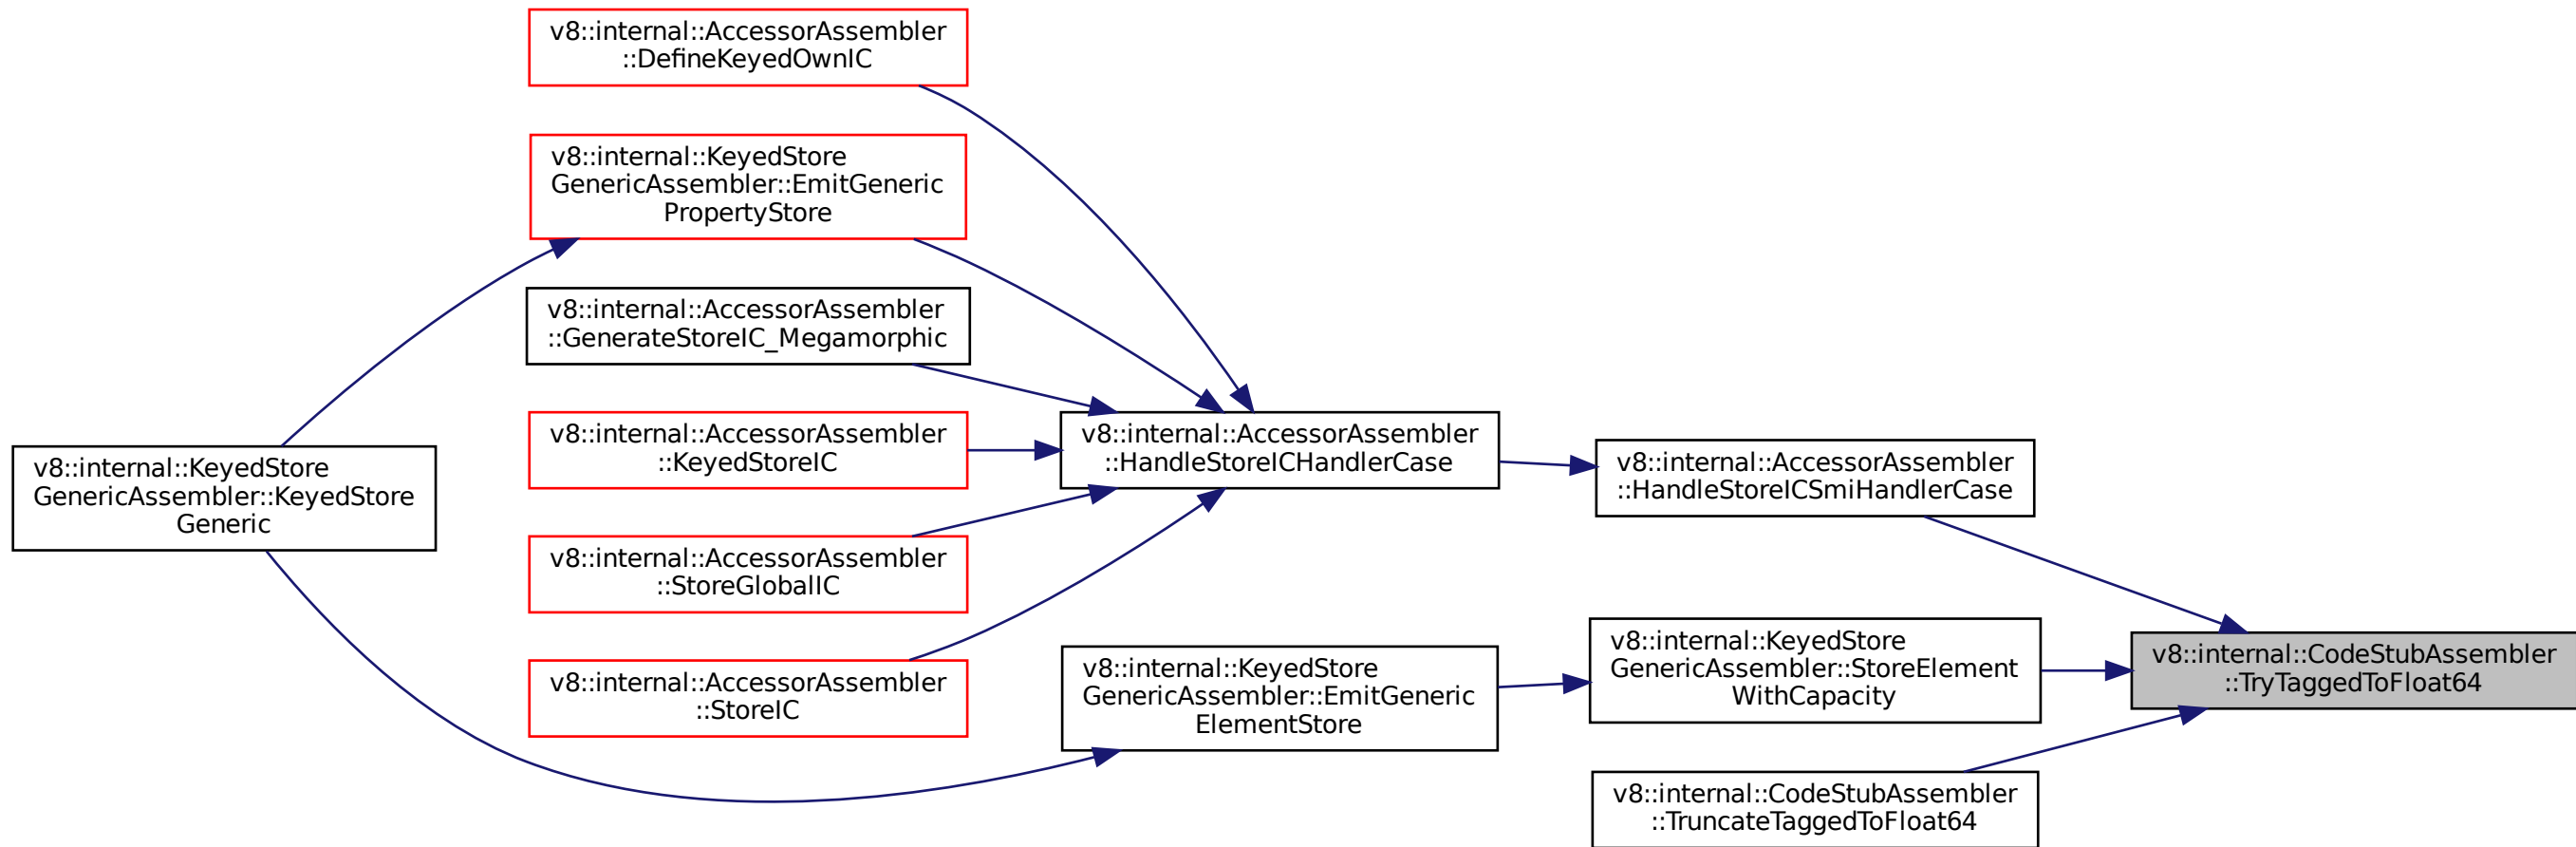 v8::internal::AccessorAssembler
::DefineKeyedOwnIC
v8::internal::KeyedStore
GenericAssembler::EmitGeneric
PropertyStore
v8::internal::AccessorAssembler
::GenerateStoreIC_Megamorphic
v8::internal::AccessorAssembler
::KeyedStoreIC
v8::internal::AccessorAssembler
::StoreGlobalIC
v8::internal::AccessorAssembler
::StoreIC
v8::internal::KeyedStore
GenericAssembler::KeyedStore
Generic
v8::internal::AccessorAssembler
::HandleStoreICHandlerCase
v8::internal::KeyedStore
GenericAssembler::EmitGeneric
ElementStore
v8::internal::AccessorAssembler
::HandleStoreICSmiHandlerCase
v8::internal::KeyedStore
GenericAssembler::StoreElement
WithCapacity
v8::internal::CodeStubAssembler
::TruncateTaggedToFloat64
v8::internal::CodeStubAssembler
::TryTaggedToFloat64